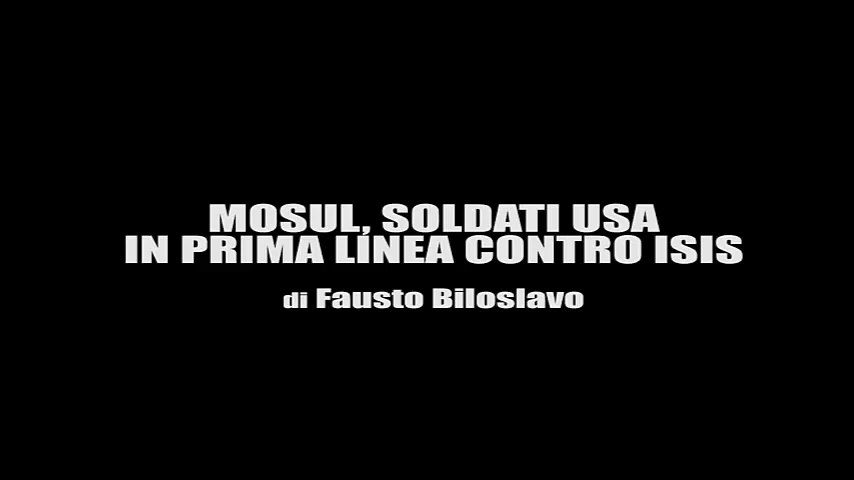 MOSUL, SOLDATI USA
IN PRIMA LINEA CONTRO ISIS
di Fausto Biloslavo